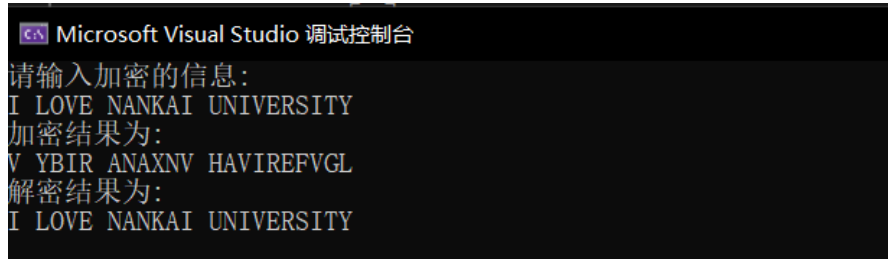 Microsoft Visual Studio 调试控制台
请输入加密的信息:
I LOVE NANKAI UNIVERSITY
加密结果为:
V YBIR ANAXNV HAVIREFVGL
解密结果为:
I LOVE NANKAI UNIVERSITY